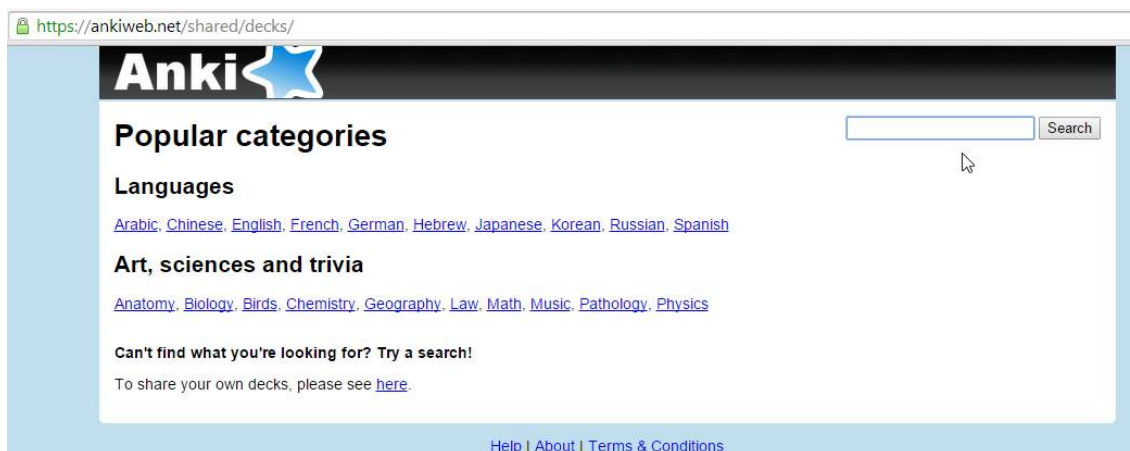 https://ankiweb.net/shared/decks/
Anki
Popular categories
Search
Languages
Arabic, Chinese, English, French, German, Hebrew, Japanese, Korean, Russian, Spanish
Art, sciences and trivia
Anatomy, Biology, Birds, Chemistry, Geography, Law, Math, Music, Pathology, Physics
Can't find what you're looking for? Try a search!
To share your own decks, please see here.
Help | About | Terms & Conditions